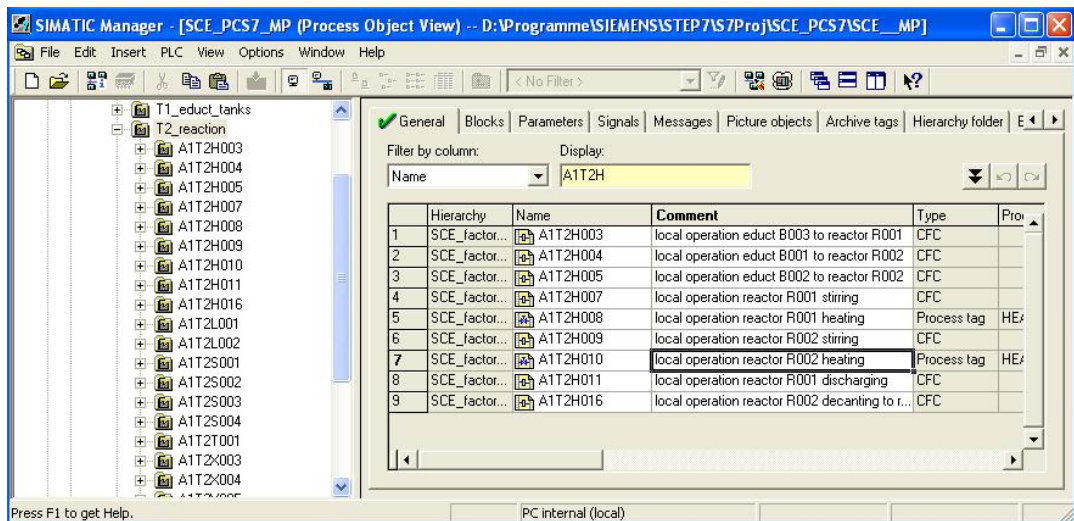 SIMATIC Manager - [SCE_PCS7_MP (Process Object View) -- D:\Programme\SIEMENS\STEP7\S7Proj\SCE_PCS7\SCE__MP]
File Edit Insert PLC View Options Window Help
< No Filter >
T1_educt_tanks
T2_reaction
A1T2H003
A1T2H004
A1T2H005
A1T2H007
A1T2H008
A1T2H009
A1T2H010
A1T2H011
A1T2H016
A1T2L001
A1T2L002
A1T2S001
A1T2S002
A1T2S003
A1T2S004
A1T2T001
A1T2X003
A1T2X004
General Blocks Parameters Signals Messages Picture objects Archive tags Hierarchy folder E
Filter by column: Display:
Name A1T2H
Hierarchy Name Comment Type Pro
1 SCE_factor... A1T2H003 local operation educt B003 to reactor R001 CFC
2 SCE_factor... A1T2H004 local operation educt B001 to reactor R002 CFC
3 SCE_factor... A1T2H005 local operation educt B002 to reactor R002 CFC
4 SCE_factor... A1T2H007 local operation reactor R001 stirring CFC
5 SCE_factor... A1T2H008 local operation reactor R001 heating Process tag HEA
6 SCE_factor... A1T2H009 local operation reactor R002 stirring CFC
7 SCE_factor... A1T2H010 local operation reactor R002 heating Process tag HEA
8 SCE_factor... A1T2H011 local operation reactor R001 discharging CFC
9 SCE_factor... A1T2H016 local operation reactor R002 decanting to r... CFC
Press F1 to get Help. PC internal (local)